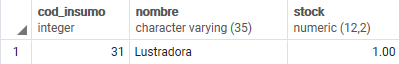 cod_insumo nombre stock
integer character varying (35) numeric (12,2)
1 31 Lustradora 1.00